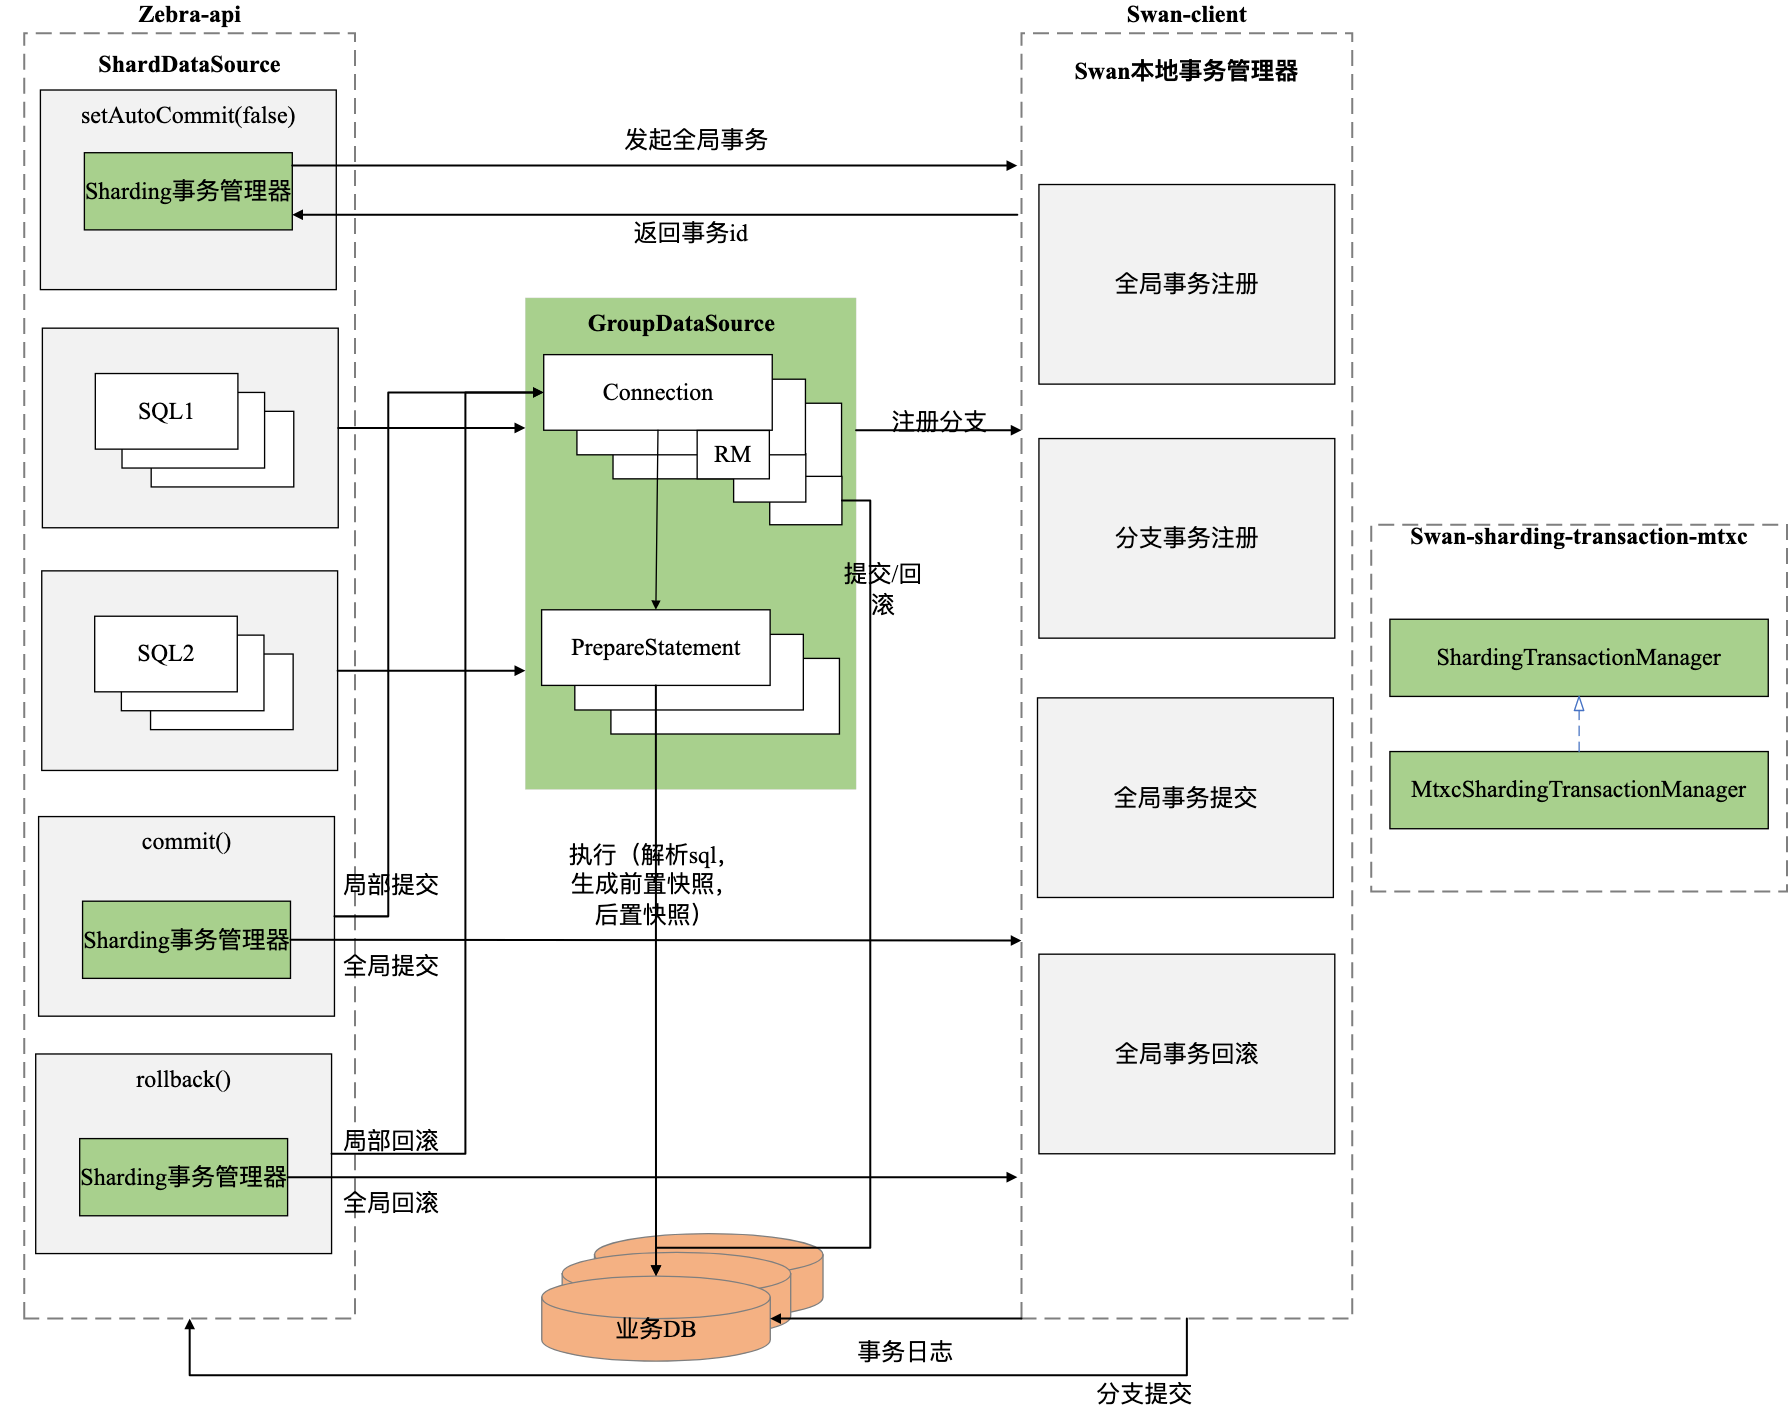 Zebra-api
ShardDataSource
setAutoCommit(false)
Sharding事务管理器
SQL1
SQL2
commit()
Sharding事务管理器
rollback()
Sharding事务管理器
发起全局事务
返回事务id
GroupDataSource
Connection
RM
PrepareStatement
注册分支
提交/回
滚
执行（解析sql，
生成前置快照，
后置快照）
局部提交
全局提交
局部回滚
全局回滚
业务DB
事务日志
分支提交
Swan-client
Swan本地事务管理器
全局事务注册
分支事务注册
全局事务提交
全局事务回滚
Swan-sharding-transaction-mtxc
ShardingTransactionManager
MtxcShardingTransactionManager